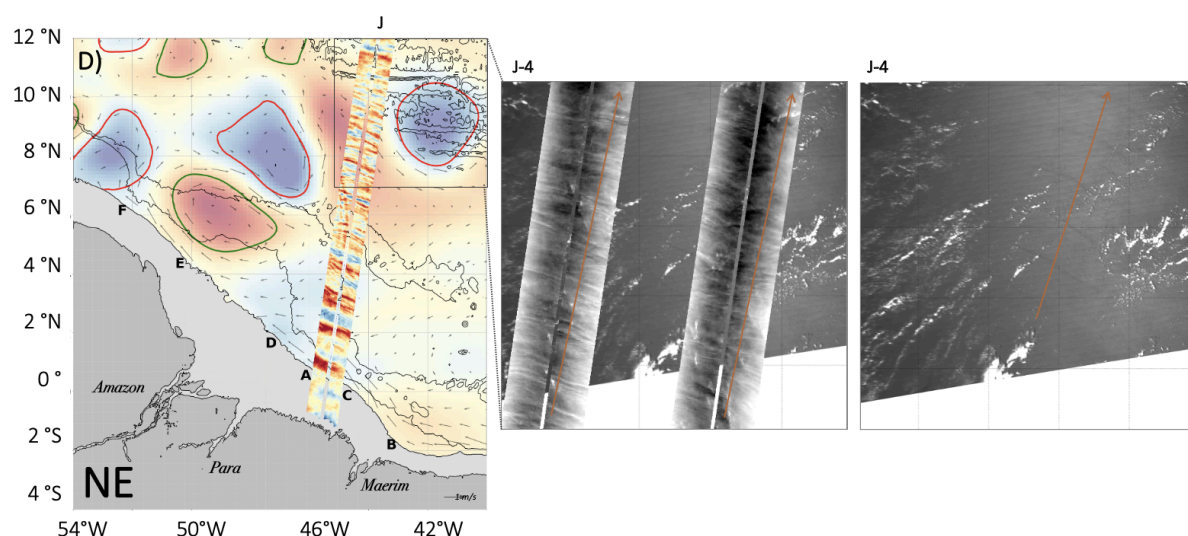 J
12 °N
10 °N
8 °N
6 °N
4 °N
2 °N
0 °
2 °S
4 °S
D)
F
E
D
A
C
B
Amazon
Para
Maerim
NE
1 m/s
54°W
50°W
46°W
42°W
J-4
J-4